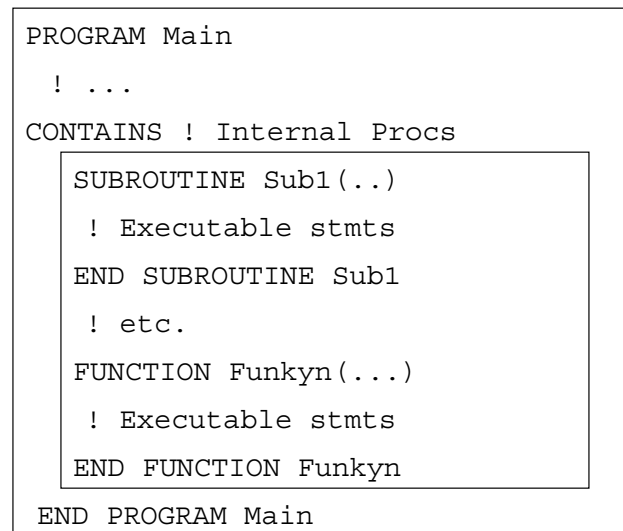 PROGRAM Main
! ...
CONTAINS ! Internal Procs
SUBROUTINE Sub1(..)
! Executable stmts
END SUBROUTINE Sub1
! etc.
FUNCTION Funkyn(...)
! Executable stmts
END FUNCTION Funkyn
END PROGRAM Main